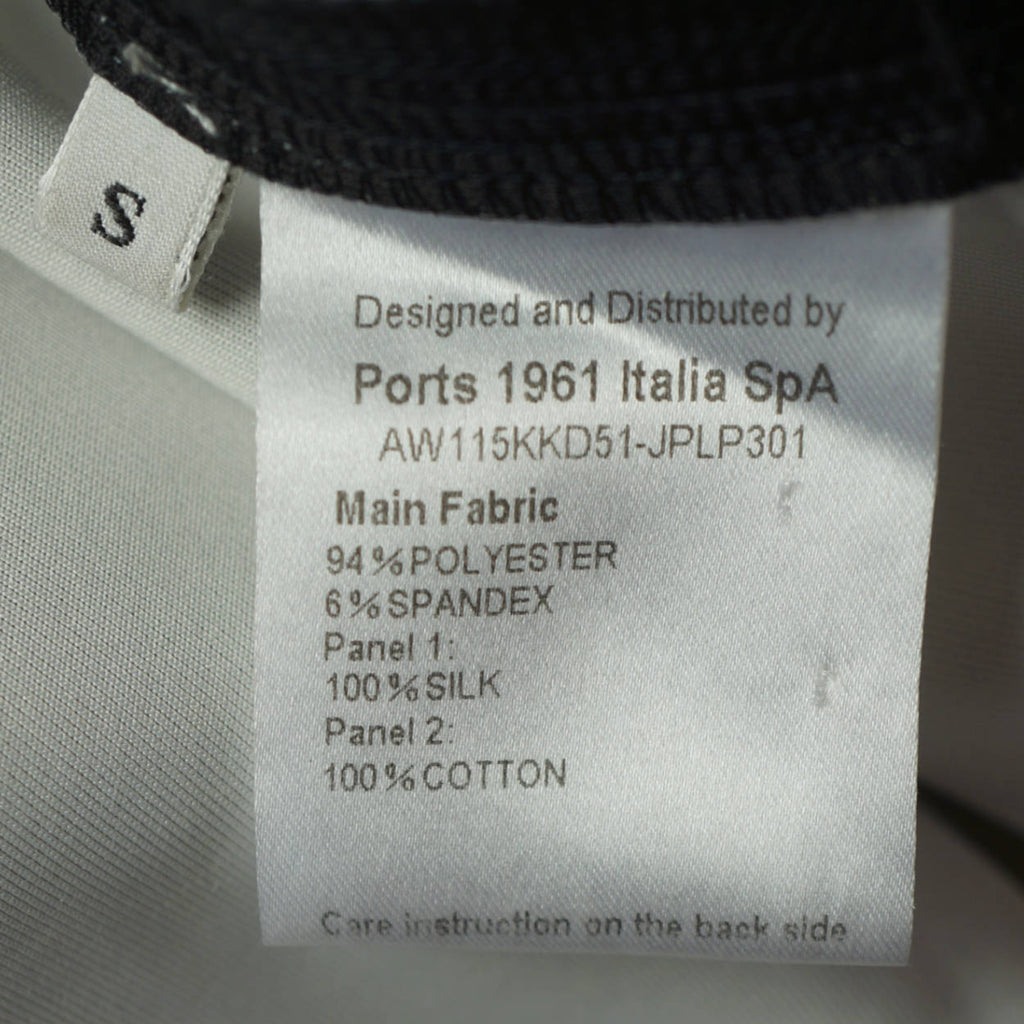 S
Designed and Distributed by
Ports 1961 Italia SpA
AW115KKD51-JPLP301
Main Fabric
94%POLYESTER
6%SPANDEX
Panel 1:
100%SILK
Panel 2:
100%COTTON
Care instruction on the back side